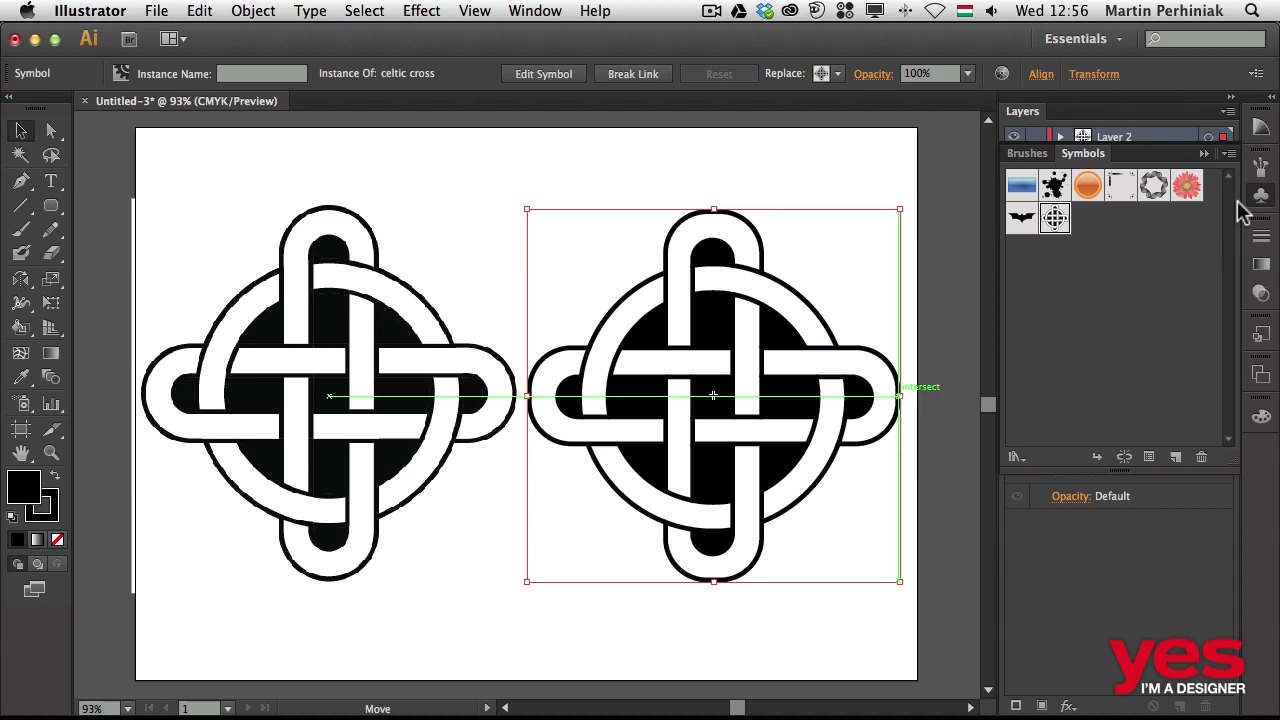 Illustrator File Edit Object Type Select Effect View Window Help Wed 12:56 Martin Perhiniak
Ai Br Essentials
Symbol Instance Name: Instance Of: celtic cross Edit Symbol Break Link Reset Replace: Opacity: 100% Align Transform
× Untitled-3* @ 93% (CMYK/Preview)
Layers
Layer 2
Brushes Symbols
intersect
Opacity: Default
yes
I'M A DESIGNER
93% 1 Move
fx